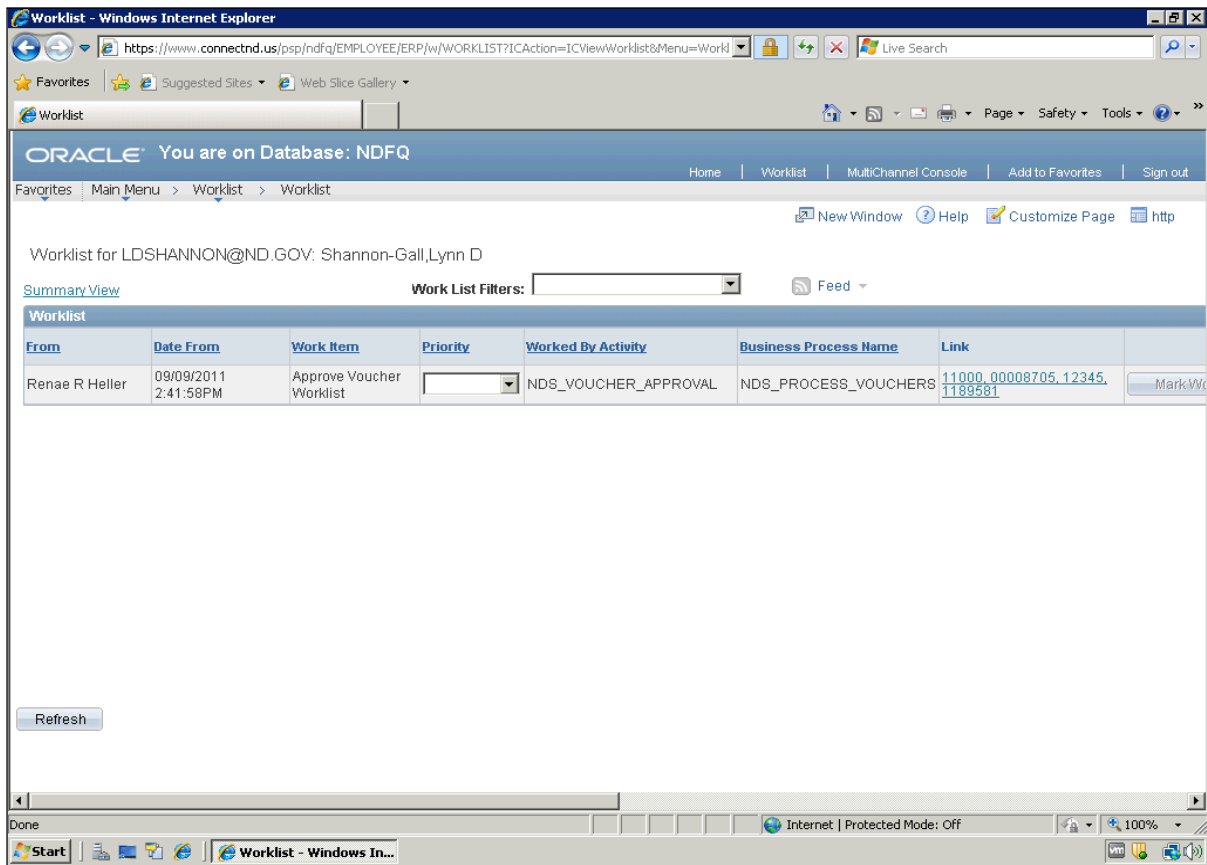 Worklist - Windows Internet Explorer
https://www.connectnd.us/psp/ndfq/EMPLOYEE/ERP/w/WORKLIST?ICAction=ICViewWorklist&Menu=Workl
Live Search
Favorites Suggested Sites Web Slice Gallery
Worklist Page Safety Tools
ORACLE You are on Database: NDFQ
Home | Worklist | MultiChannel Console | Add to Favorites | Sign out
Favorites Main Menu > Worklist > Worklist
New Window Help Customize Page http
Worklist for LDSHANNON@ND.GOV: Shannon-Gall,Lynn D
Summary View Work List Filters: Feed
Worklist
From Date From Work Item Priority Worked By Activity Business Process Name Link
Renae R Heller 09/09/2011 2:41:58PM Approve Voucher Worklist NDS_VOUCHER_APPROVAL NDS_PROCESS_VOUCHERS 11000, 00008705, 12345, 1189581 Mark Wo
Refresh
Done Internet | Protected Mode: Off 100%
Start Worklist - Windows In... vm